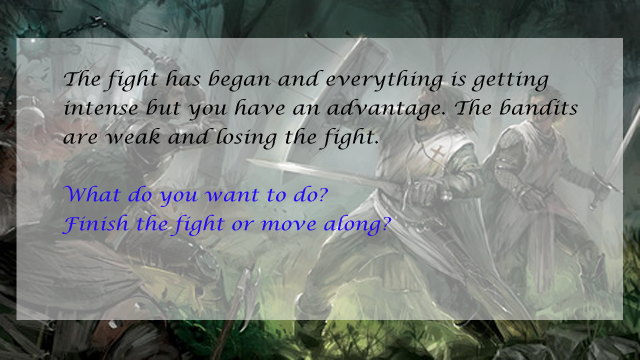 The fight has began and everything is getting
intense but you have an advantage. The bandits
are weak and losing the fight.
What do you want to do?
Finish the fight or move along?